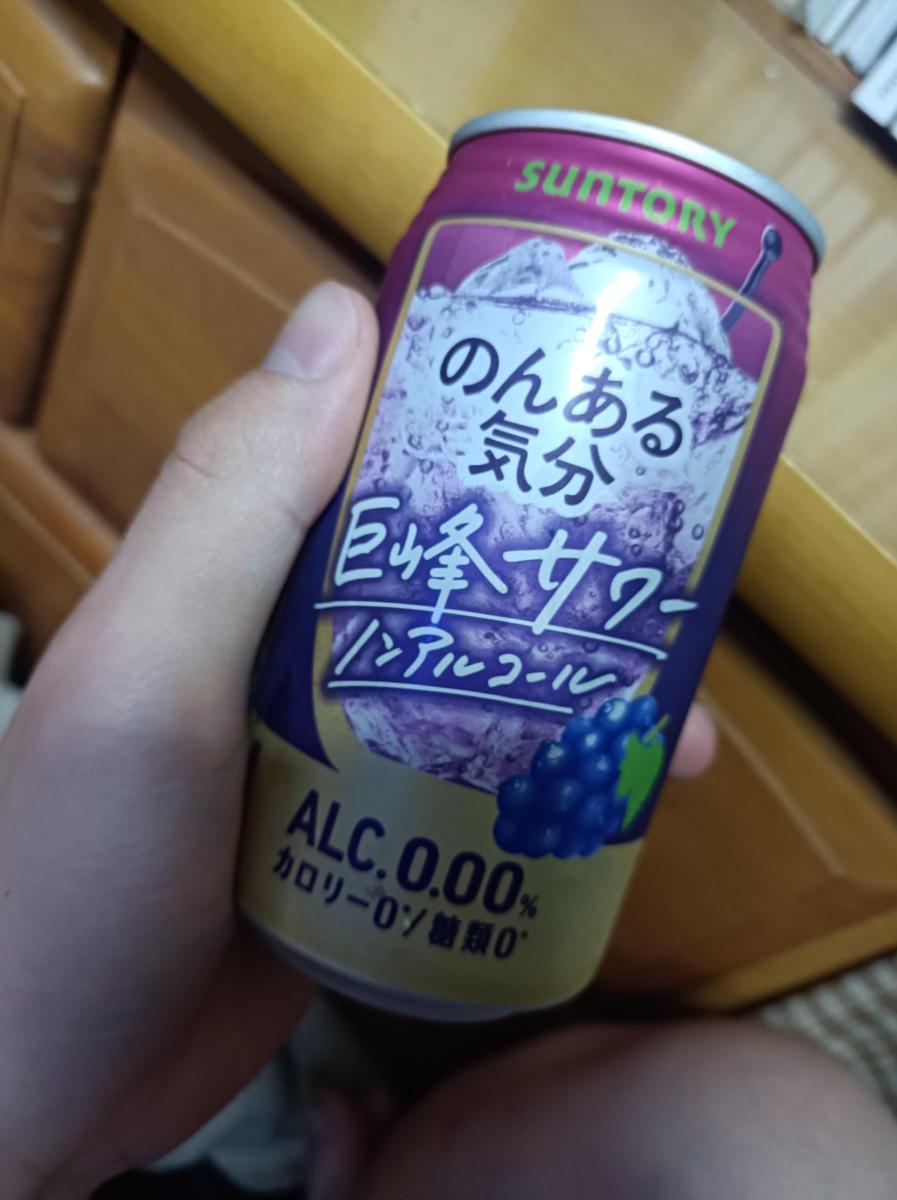 SUNTORY
のんある
気分
巨峰サワー
ノンアルコール
ALC.0.00%
カロリー0*/糖類0*